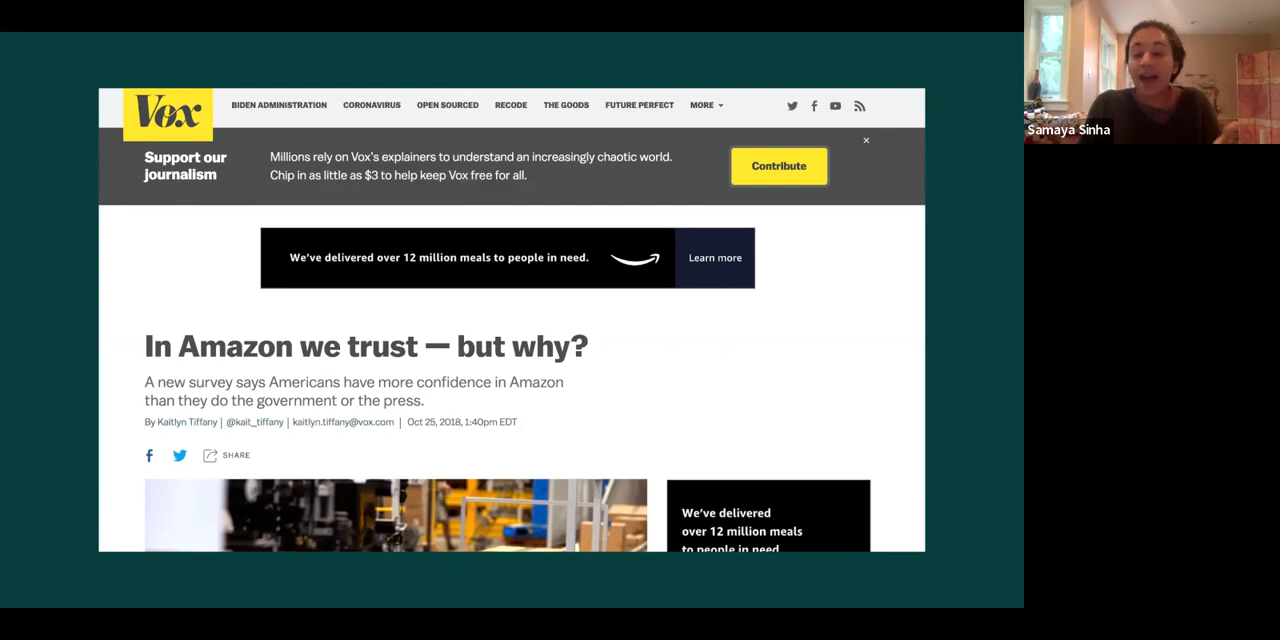 Vox
BIDEN ADMINISTRATION CORONAVIRUS OPEN SOURCED RECODE THE GOODS FUTURE PERFECT MORE
Support our
journalism
Millions rely on Vox's explainers to understand an increasingly chaotic world.
Chip in as little as $3 to help keep Vox free for all.
Contribute
We've delivered over 12 million meals to people in need.
Learn more
In Amazon we trust — but why?
A new survey says Americans have more confidence in Amazon
than they do the government or the press.
By Kaitlyn Tiffany | @kait_tiffany | kaitlyn.tiffany@vox.com | Oct 25, 2018, 1:40pm EDT
SHARE
We've delivered
over 12 million meals
to people in need
Samaya Sinha